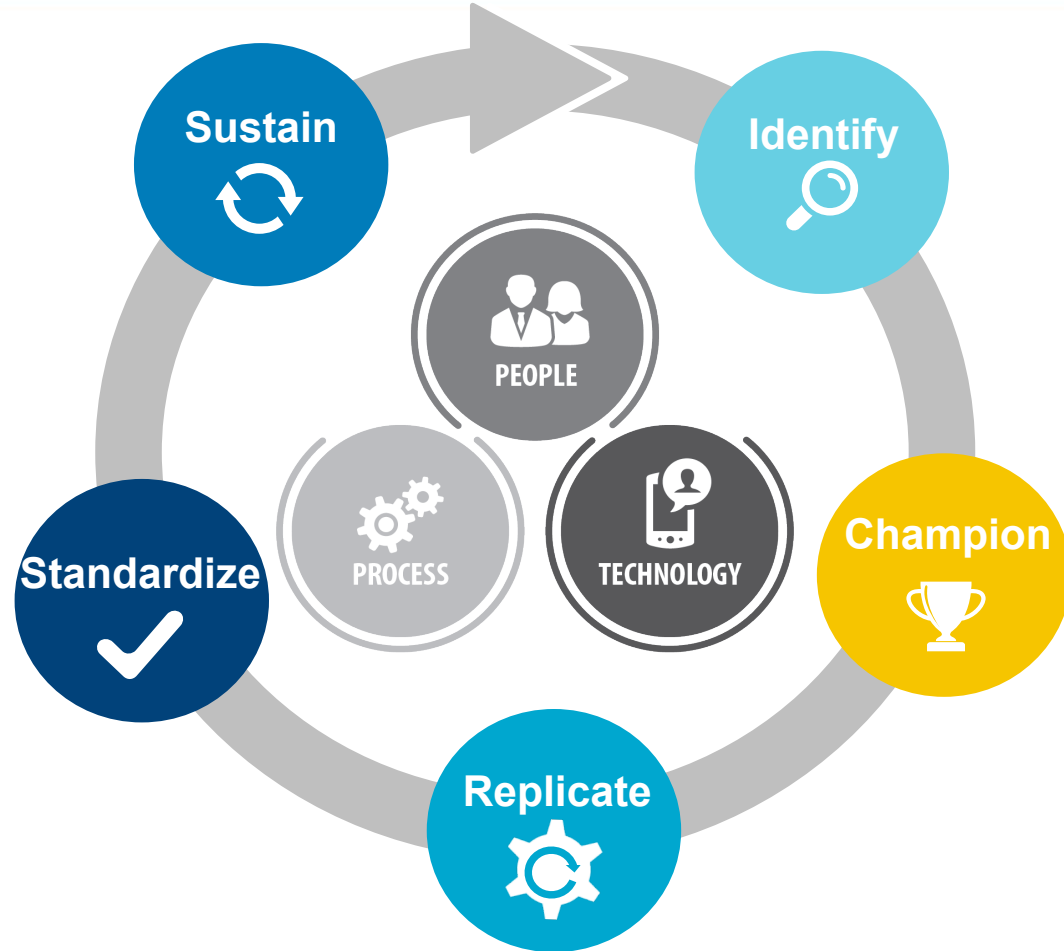 Sustain
Identify
PEOPLE
PROCESS
TECHNOLOGY
Champion
Standardize
Replicate